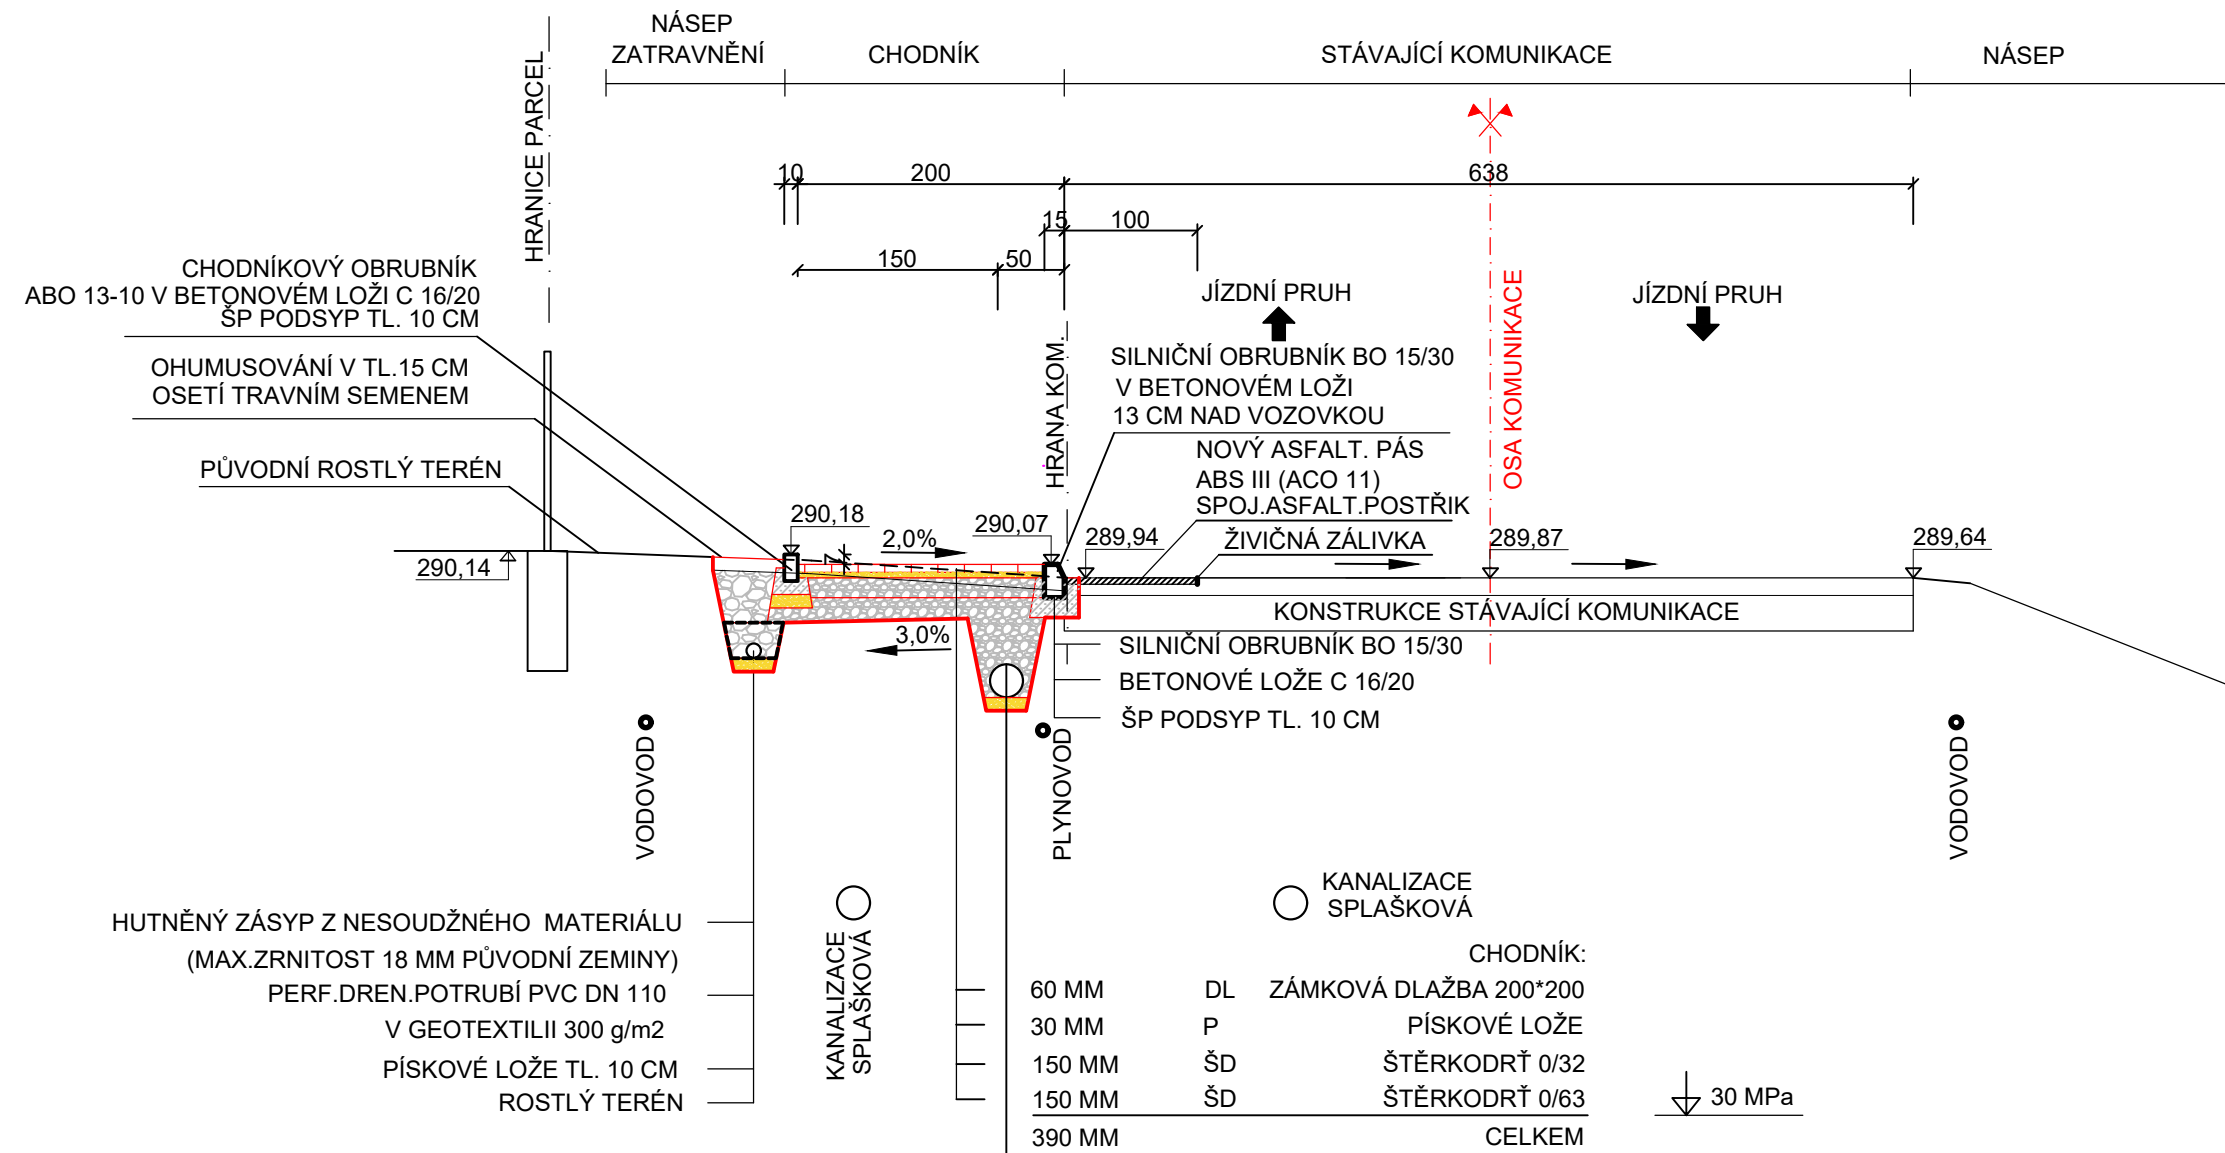 NÁSEP
ZATRAVNĚNÍ
CHODNÍK
STÁVAJÍCÍ KOMUNIKACE
NÁSEP
HRANICE PARCEL
10
200
638
15
100
150
50
CHODNÍKOVÝ OBRUBNÍK
ABO 13-10 V BETONOVÉM LOŽI C 16/20
ŠP PODSYP TL. 10 CM
OHUMUSOVÁNÍ V TL.15 CM
OSETÍ TRAVNÍM SEMENEM
PŮVODNÍ ROSTLÝ TERÉN
JÍZDNÍ PRUH
JÍZDNÍ PRUH
OSA KOMUNIKACE
HRANA KOM.
SILNIČNÍ OBRUBNÍK BO 15/30
V BETONOVÉM LOŽI
13 CM NAD VOZOVKOU
NOVÝ ASFALT. PÁS
ABS III (ACO 11)
SPOJ.ASFALT.POSTŘIK
ŽIVIČNÁ ZÁLIVKA
290,14
290,18
7
2,0%
290,07
289,94
289,87
289,64
KONSTRUKCE STÁVAJÍCÍ KOMUNIKACE
3,0%
SILNIČNÍ OBRUBNÍK BO 15/30
BETONOVÉ LOŽE C 16/20
ŠP PODSYP TL. 10 CM
VODOVOD
PLYNOVOD
VODOVOD
KANALIZACE
SPLAŠKOVÁ
KANALIZACE
SPLAŠKOVÁ
HUTNĚNÝ ZÁSYP Z NESOUDŽNÉHO MATERIÁLU
(MAX.ZRNITOST 18 MM PŮVODNÍ ZEMINY)
PERF.DREN.POTRUBÍ PVC DN 110
V GEOTEXTILII 300 g/m2
PÍSKOVÉ LOŽE TL. 10 CM
ROSTLÝ TERÉN
CHODNÍK:
60 MM DL ZÁMKOVÁ DLAŽBA 200*200
30 MM P PÍSKOVÉ LOŽE
150 MM ŠD ŠTĚRKODRŤ 0/32
150 MM ŠD ŠTĚRKODRŤ 0/63
390 MM CELKEM
30 MPa